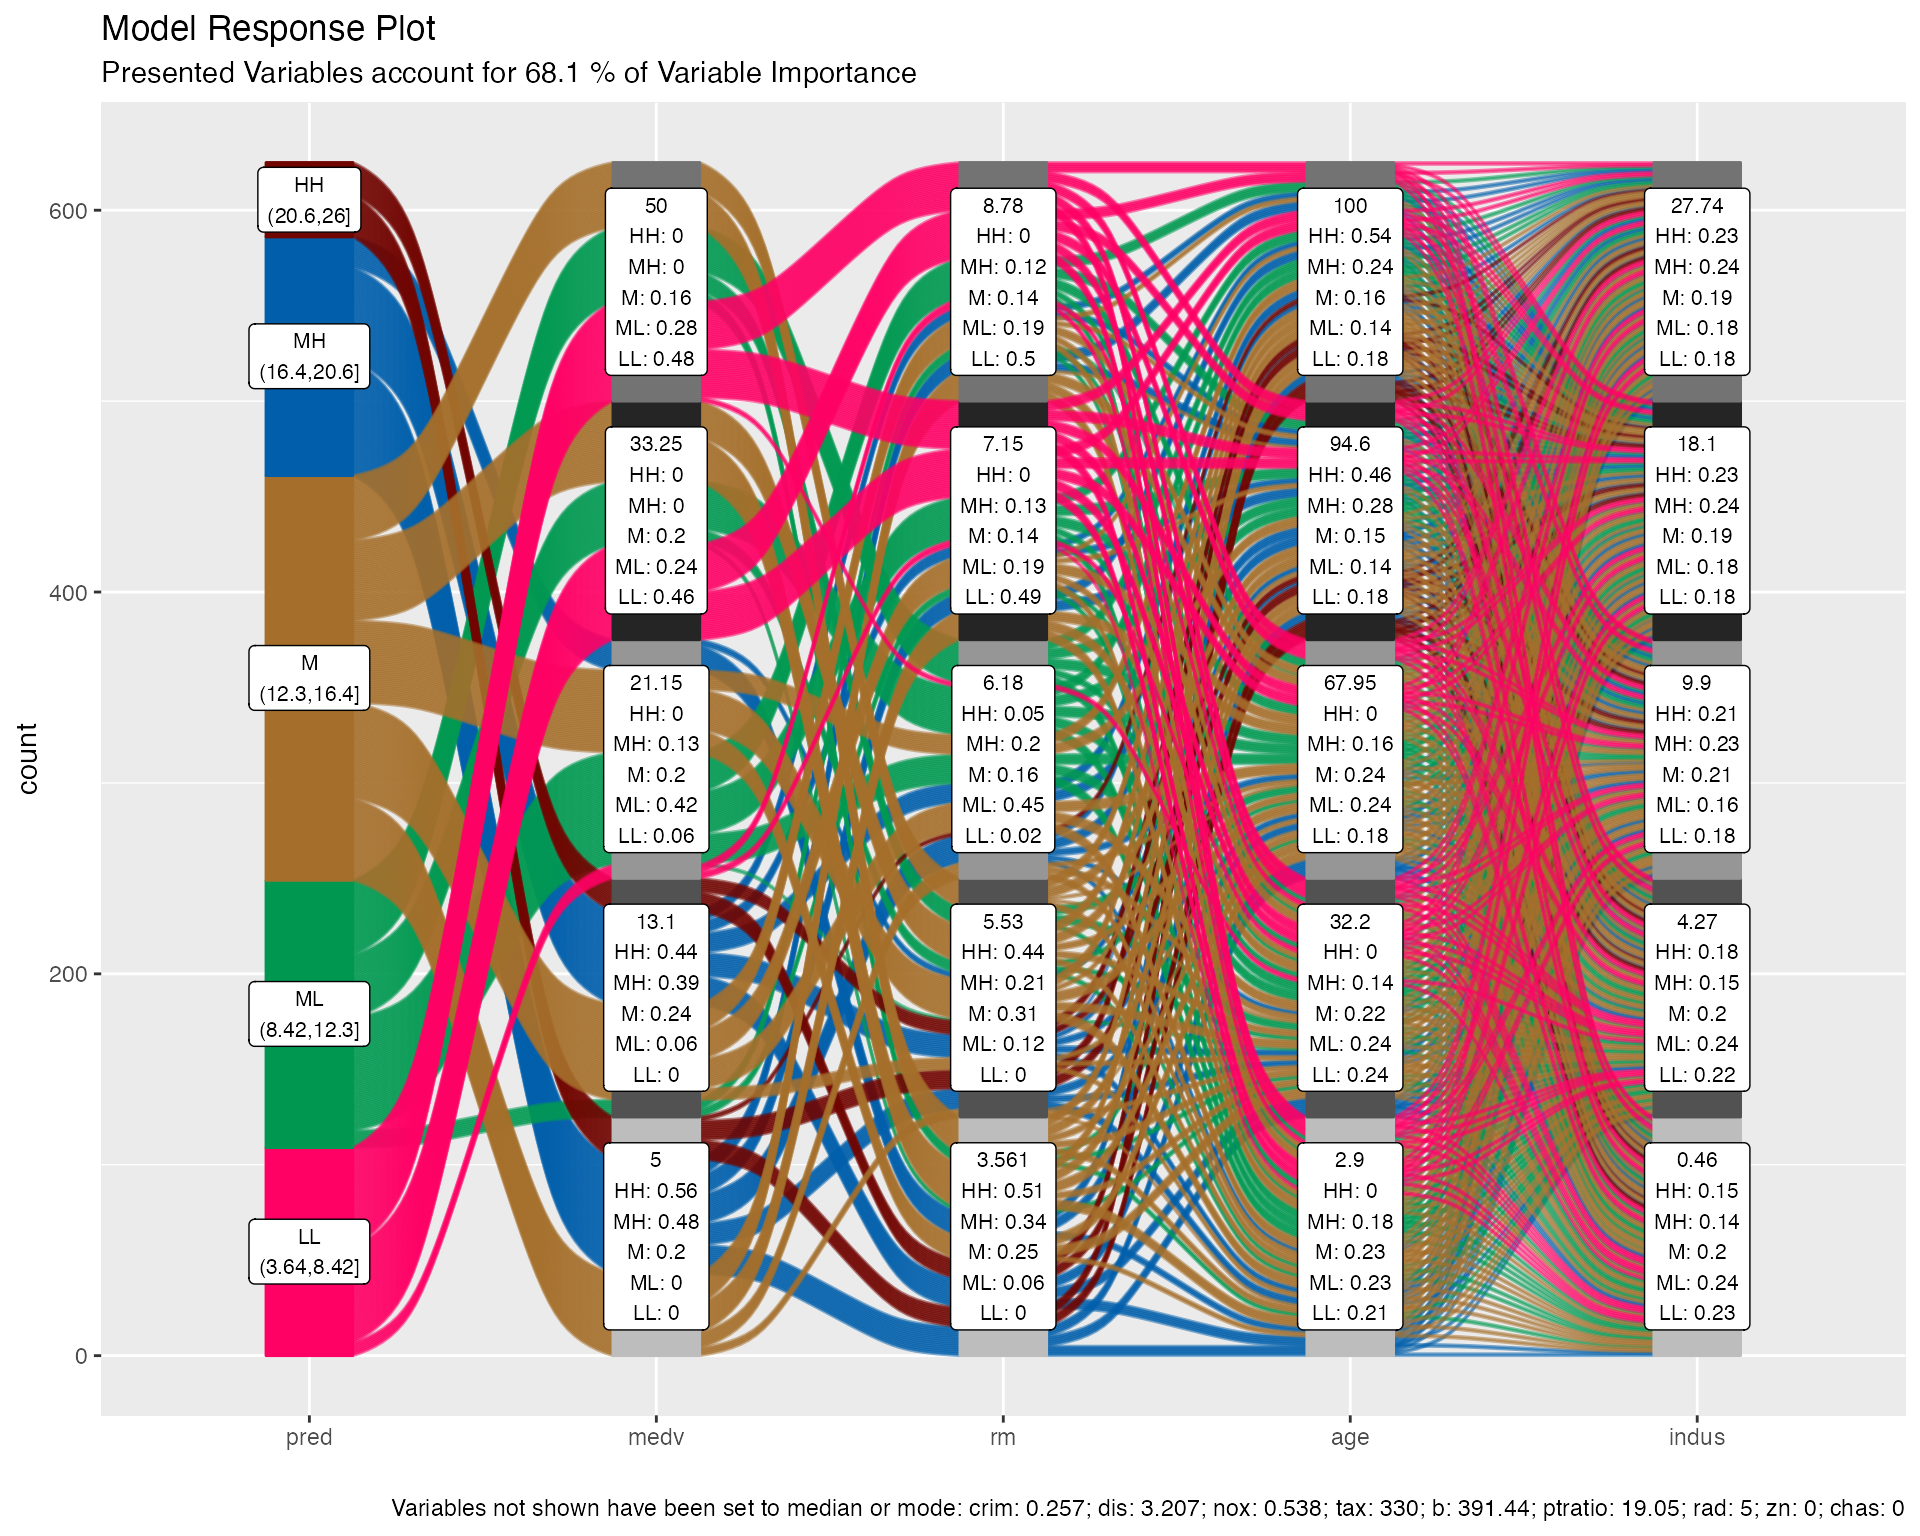 Model Response Plot
Presented Variables account for 68.1 % of Variable Importance
count
600
400
200
0
HH
(20.6,26]
MH
(16.4,20.6]
M
(12.3,16.4]
ML
(8.42,12.3]
LL
(3.64,8.42]
50
HH: 0
MH: 0
M: 0.16
ML: 0.28
LL: 0.48
33.25
HH: 0
MH: 0
M: 0.2
ML: 0.24
LL: 0.46
21.15
HH: 0
MH: 0.13
M: 0.2
ML: 0.42
LL: 0.06
13.1
HH: 0.44
MH: 0.39
M: 0.24
ML: 0.06
LL: 0
5
HH: 0.56
MH: 0.48
M: 0.2
ML: 0
LL: 0
8.78
HH: 0
MH: 0.12
M: 0.14
ML: 0.19
LL: 0.5
7.15
HH: 0
MH: 0.13
M: 0.14
ML: 0.19
LL: 0.49
6.18
HH: 0.05
MH: 0.2
M: 0.16
ML: 0.45
LL: 0.02
5.53
HH: 0.44
MH: 0.21
M: 0.31
ML: 0.12
LL: 0
3.561
HH: 0.51
MH: 0.34
M: 0.25
ML: 0.06
LL: 0
100
HH: 0.54
MH: 0.24
M: 0.16
ML: 0.14
LL: 0.18
94.6
HH: 0.46
MH: 0.28
M: 0.15
ML: 0.14
LL: 0.18
67.95
HH: 0
MH: 0.16
M: 0.24
ML: 0.24
LL: 0.18
32.2
HH: 0
MH: 0.14
M: 0.22
ML: 0.24
LL: 0.24
2.9
HH: 0
MH: 0.18
M: 0.23
ML: 0.23
LL: 0.21
27.74
HH: 0.23
MH: 0.24
M: 0.19
ML: 0.18
LL: 0.18
18.1
HH: 0.23
MH: 0.24
M: 0.19
ML: 0.18
LL: 0.18
9.9
HH: 0.21
MH: 0.23
M: 0.21
ML: 0.16
LL: 0.18
4.27
HH: 0.18
MH: 0.15
M: 0.2
ML: 0.24
LL: 0.22
0.46
HH: 0.15
MH: 0.14
M: 0.2
ML: 0.24
LL: 0.23
pred
medv
rm
age
indus
Variables not shown have been set to median or mode: crim: 0.257; dis: 3.207; nox: 0.538; tax: 330; b: 391.44; ptratio: 19.05; rad: 5; zn: 0; chas: 0